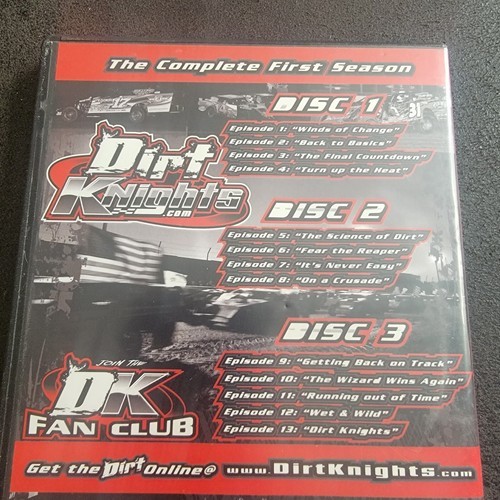 The Complete First Season
DISC 1
Episode 1: "Winds of Change"
Episode 2: "Back to Basics"
Episode 3: "The Final Countdown"
Episode 4: "Turn up the Heat"
Dirt
Knights
.com
DISC 2
Episode 5: "The Science of Dirt"
Episode 6: "Fear the Reaper"
Episode 7: "It's Never Easy"
Episode 8: "On a Crusade"
DISC 3
Episode 9: "Getting Back on Track"
Episode 10: "The Wizard Wins Again"
Episode 11: "Running out of Time"
Episode 12: "Wet & Wild"
Episode 13: "Dirt Knights"
JOIN THE
DK
FAN CLUB
Get the Dirt Online@ www.DirtKnights.com